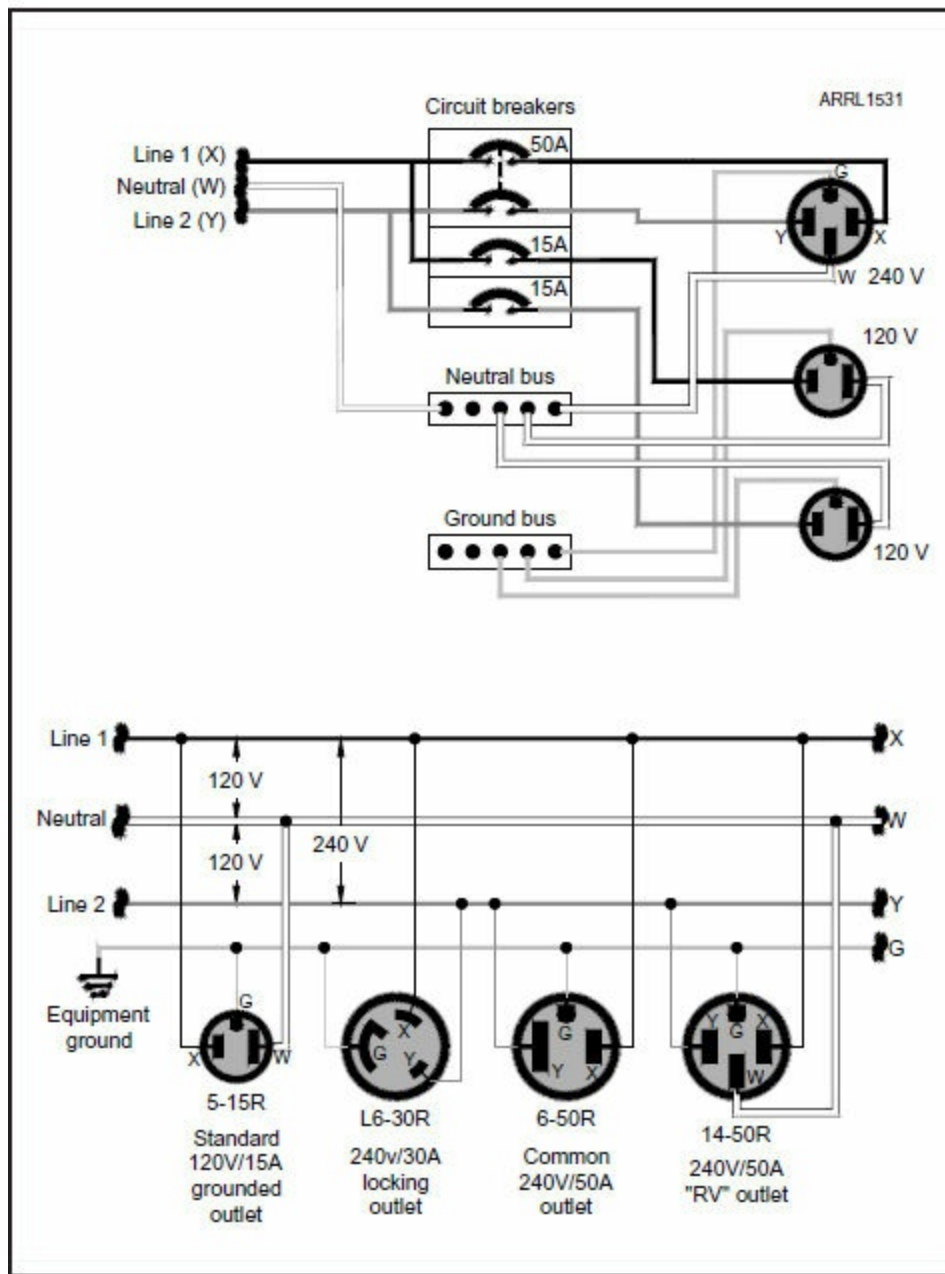 ARRL1531
Circuit breakers
Line 1 (X)
Neutral (W)
Line 2 (Y)
50A
15A
15A
G
Y
X
W
240 V
120 V
Neutral bus
Ground bus
120 V
Line 1
X
120 V
Neutral
W
240 V
120 V
Line 2
Y
G
Equipment
ground
G
X
W
5-15R
Standard
120V/15A
grounded
outlet
X
G
Y
L6-30R
240v/30A
locking
outlet
G
Y
X
6-50R
Common
240V/50A
outlet
Y
G
X
W
14-50R
240V/50A
"RV" outlet